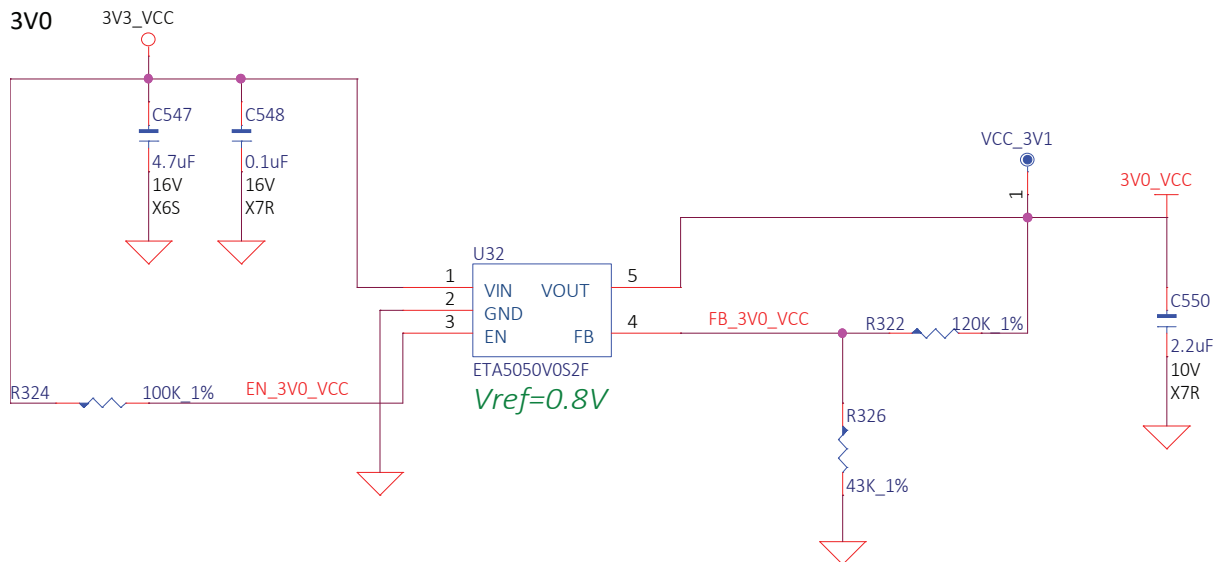 3V0
3V3_VCC
C547
4.7uF
16V
X6S
C548
0.1uF
16V
X7R
VCC_3V1
1
3V0_VCC
U32
1
VIN
VOUT
5
2
GND
3
EN
FB
4
ETA5050V0S2F
Vref=0.8V
FB_3V0_VCC
R322
120K_1%
C550
2.2uF
10V
X7R
R324
100K_1%
EN_3V0_VCC
R326
43K_1%